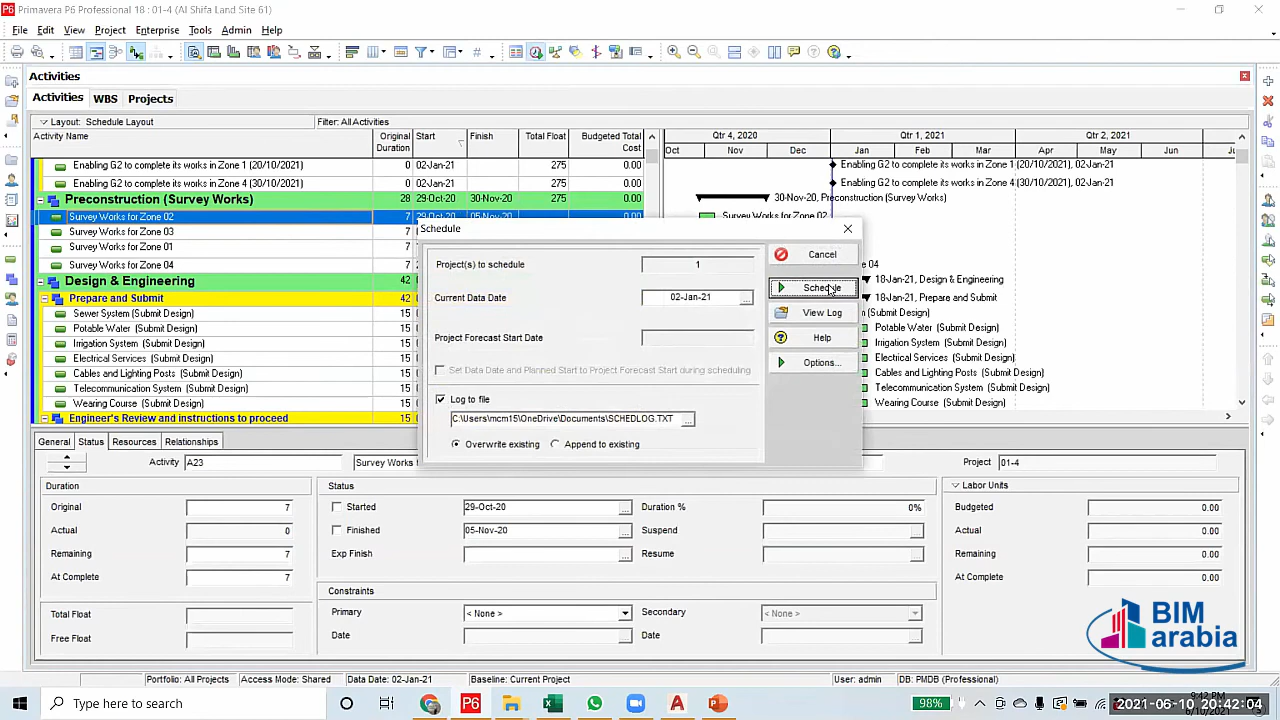 Primavera P6 Professional 18 : 01-4 (Al Shifa Land Site 61)
File Edit View Project Enterprise Tools Admin Help
Activities
Activities WBS Projects
Layout: Schedule Layout Filter: All Activities
Activity Name Original Duration Start Finish Total Float Budgeted Total Cost
Qtr 4, 2020 Qtr 1, 2021 Qtr 2, 2021
Oct Nov Dec Jan Feb Mar Apr May Jun
Enabling G2 to complete its works in Zone 1 (20/10/2021) 0 02-Jan-21 275 0.00 Enabling G2 to complete its works in Zone 1 (20/10/2021), 02-Jan-21
Enabling G2 to complete its works in Zone 4 (30/10/2021) 0 02-Jan-21 275 0.00 Enabling G2 to complete its works in Zone 4 (30/10/2021), 02-Jan-21
Preconstruction (Survey Works) 28 29-Oct-20 30-Nov-20 275 0.00 30-Nov-20, Preconstruction (Survey Works)
Survey Works for Zone 02 7 29-Oct-20 05-Nov-20 275 0.00 Survey Works for Zone 02
Survey Works for Zone 03 7
Survey Works for Zone 01 7
Survey Works for Zone 04 7 04
Design & Engineering 42 18-Jan-21, Design & Engineering
Prepare and Submit 42 18-Jan-21, Prepare and Submit
Sewer System (Submit Design) 15 (Submit Design)
Potable Water (Submit Design) 15 Potable Water (Submit Design)
Irrigation System (Submit Design) 15 Irrigation System (Submit Design)
Electrical Services (Submit Design) 15 Electrical Services (Submit Design)
Cables and Lighting Posts (Submit Design) 15 Cables and Lighting Posts (Submit Design)
Telecommunication System (Submit Design) 15 Telecommunication System (Submit Design)
Wearing Course (Submit Design) 15 Wearing Course (Submit Design)
Engineer's Review and instructions to proceed 15
Schedule
Project(s) to schedule 1
Current Data Date 02-Jan-21 ...
Project Forecast Start Date
Set Data Date and Planned Start to Project Forecast Start during scheduling
Log to file
C:\Users\mcm15\OneDrive\Documents\SCHEDLOG.TXT ...
Overwrite existing Append to existing
Cancel
Schedule
View Log
Help
Options...
General Status Resources Relationships
Activity A23 Survey Works Project 01-4
Duration Status Labor Units
Original 7 Started 29-Oct-20 Duration % 0% Budgeted 0.00
Actual 0 Finished 05-Nov-20 Suspend Actual 0.00
Remaining 7 Exp Finish Resume Remaining 0.00
At Complete 7 At Complete 0.00
Constraints
Total Float Primary < None > Secondary < None >
Free Float Date Date
BIM
arabia
Portfolio: All Projects Access Mode: Shared Data Date: 02-Jan-21 Baseline: Current Project User: admin DB: PMDB (Professional)
Type here to search
98%
9:42 PM
2021-06-10 20:42:04